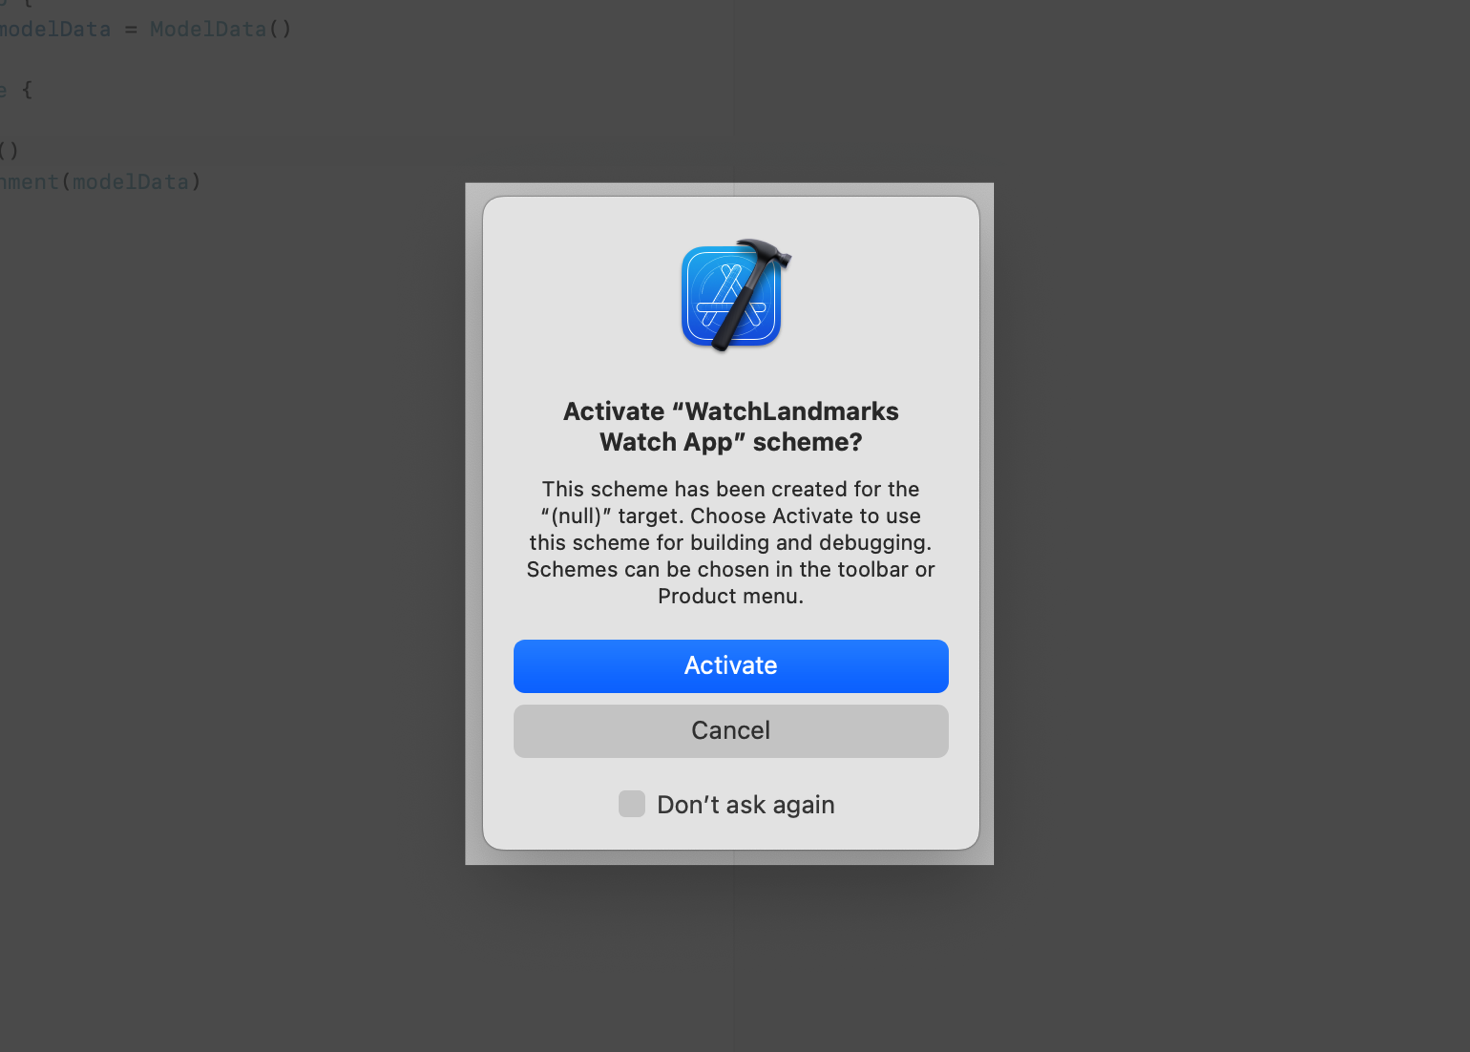 {
modelData = ModelData()
e {
()
nment(modelData)
Activate “WatchLandmarks
Watch App” scheme?
This scheme has been created for the
“(null)” target. Choose Activate to use
this scheme for building and debugging.
Schemes can be chosen in the toolbar or
Product menu.
Activate
Cancel
Don’t ask again